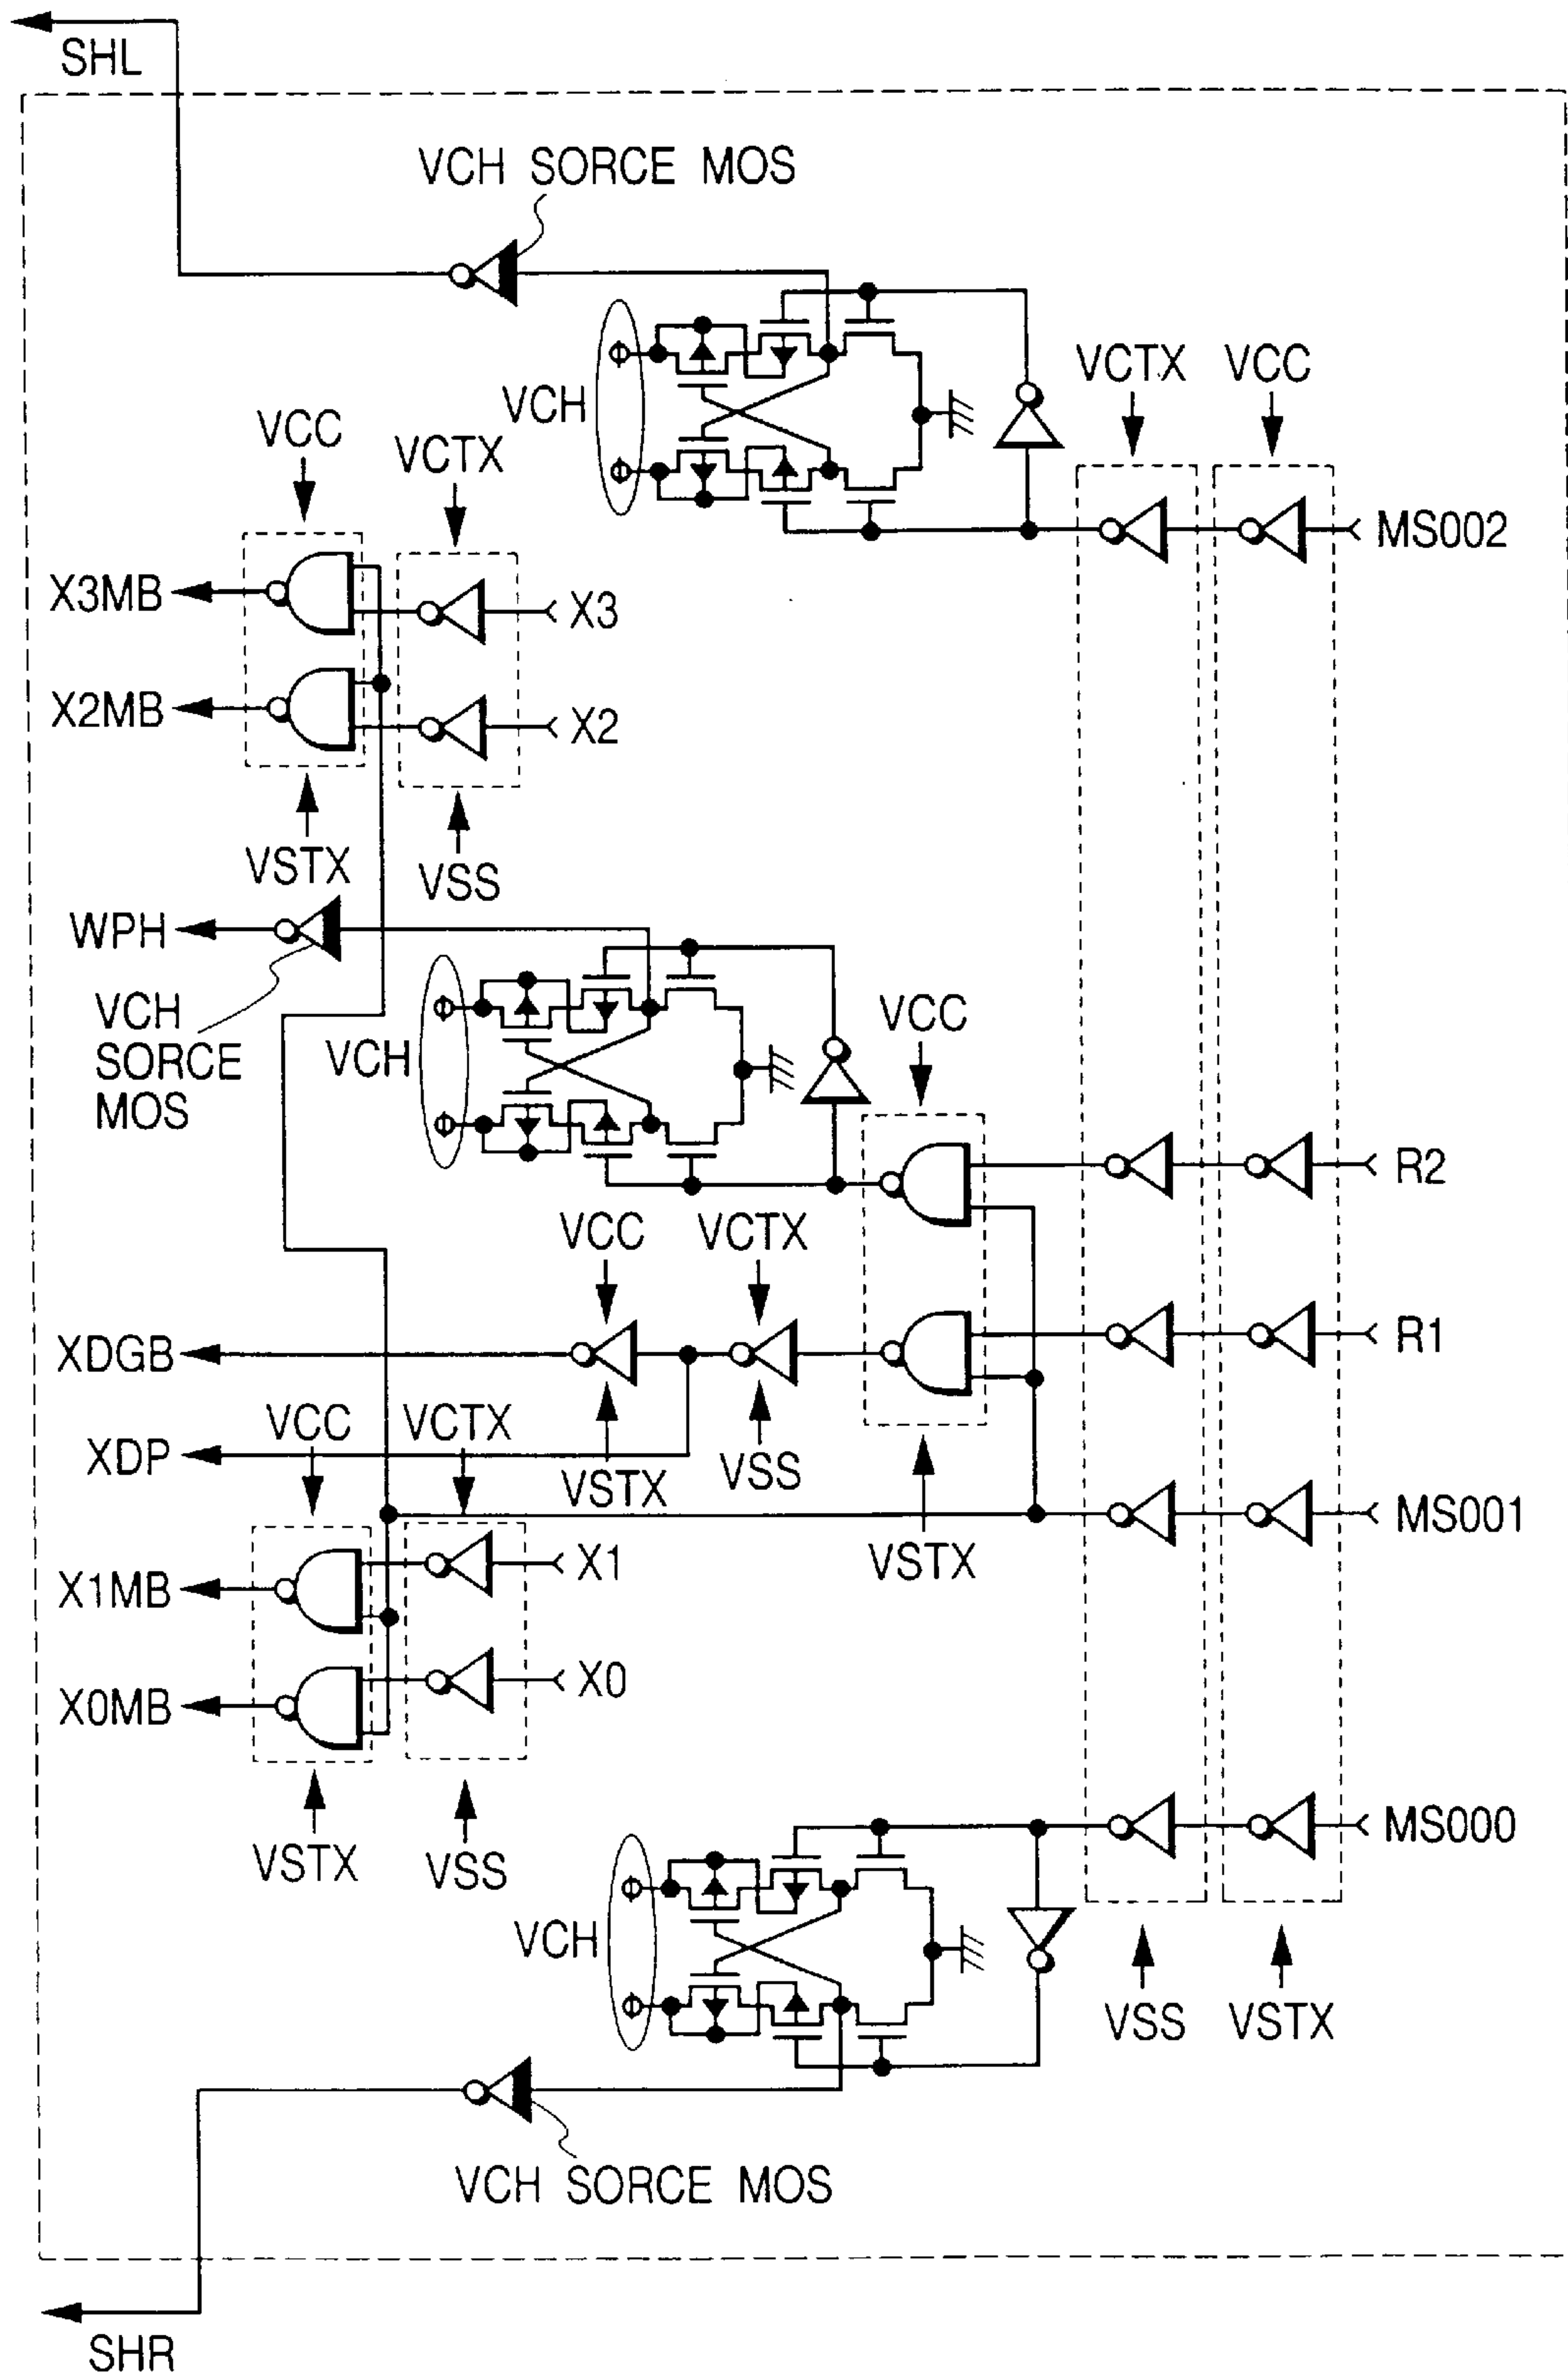 SHL
VCH SORCE MOS
VCH
VCTX
VCC
VCC
VCTX
MS002
X3MB
X3
X2MB
X2
VSTX
VSS
WPH
VCH
SORCE
MOS
VCH
VCC
R2
VCC
VCTX
XDGB
R1
VCC
VCTX
XDP
VSTX
VSS
MS001
VSTX
X1MB
X1
X0MB
X0
MS000
VSTX
VSS
VCH
VSS
VSTX
VCH SORCE MOS
SHR